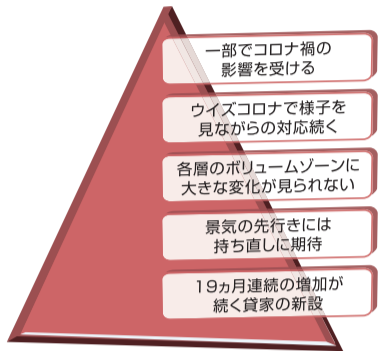 一部でコロナ禍の
影響を受ける
ウイズコロナで様子を
見ながらの対応続く
各層のボリュームゾーンに
大きな変化が見られない
景気の先行きには
持ち直しに期待
19ヵ月連続の増加が
続く貸家の新設